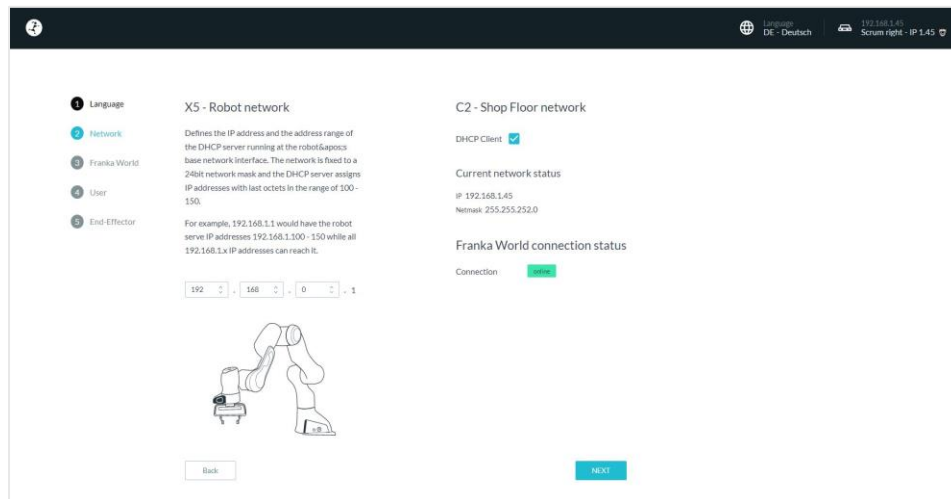 Language
DE - Deutsch
192.168.1.45
Scrum right - IP 1.45
1 Language
2 Network
3 Franka World
4 User
5 End-Effector
X5 - Robot network
Defines the IP address and the address range of
the DHCP server running at the robot&apos;s
base network interface. The network is fixed to a
24bit network mask and the DHCP server assigns
IP addresses with last octets in the range of 100 -
150.
For example, 192.168.1.1 would have the robot
serve IP addresses 192.168.1.100 - 150 while all
192.168.1.x IP addresses can reach it.
192 . 168 . 0 . 1
Back
C2 - Shop Floor network
DHCP Client
Current network status
IP 192.168.1.45
Netmask 255.255.252.0
Franka World connection status
Connection online
NEXT